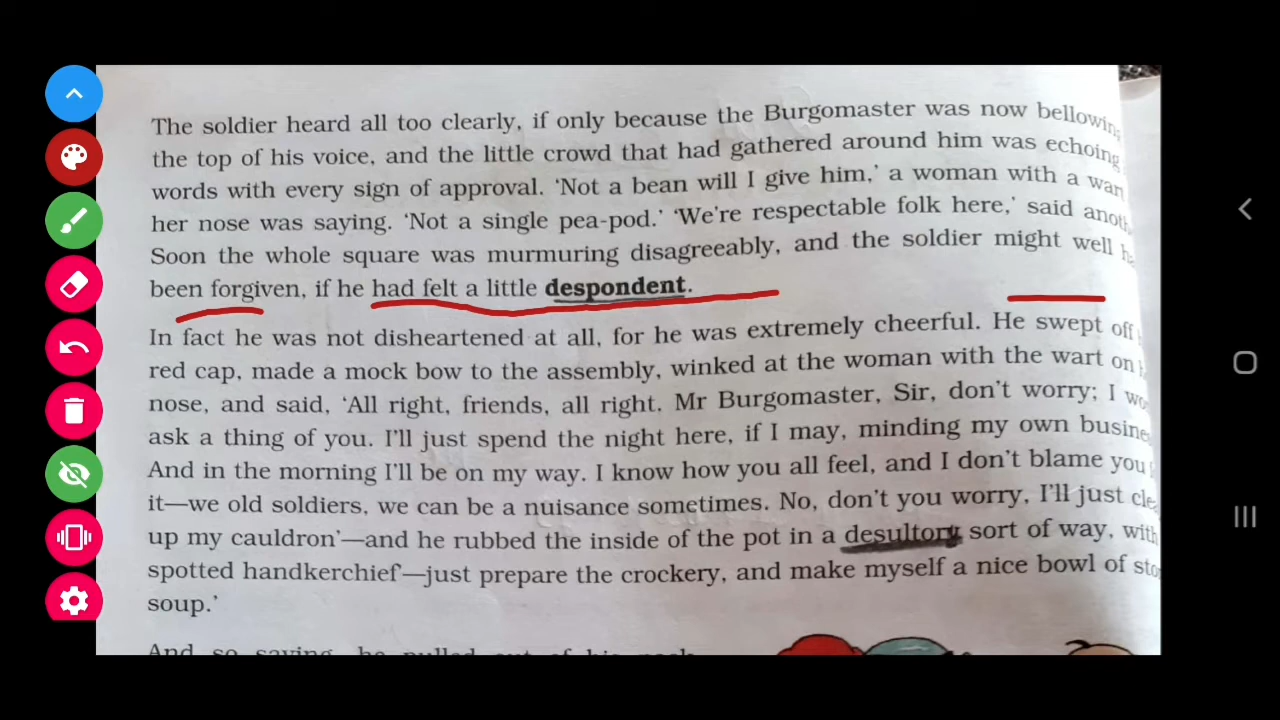 The soldier heard all too clearly, if only because the Burgomaster was now bellowing
the top of his voice, and the little crowd that had gathered around him was echoing
words with every sign of approval. ‘Not a bean will I give him,’ a woman with a
her nose was saying. ‘Not a single pea-pod.’ ‘We're respectable folk here,’ said
Soon the whole square was murmuring disagreeably, and the soldier might well
been forgiven, if he had felt a little despondent.
In fact he was not disheartened at all, for he was extremely cheerful. He swept off
red cap, made a mock bow to the assembly, winked at the woman with the wart on
nose, and said, ‘All right, friends, all right. Mr Burgomaster, Sir, don't worry; I
ask a thing of you. I'll just spend the night here, if I may, minding my own
And in the morning I'll be on my way. I know how you all feel, and I don't blame you
it—we old soldiers, we can be a nuisance sometimes. No, don't you worry, I'll just
up my cauldron’—and he rubbed the inside of the pot in a desultory sort of way, with
spotted handkerchief—just prepare the crockery, and make myself a nice bowl of
soup.’
And so saying, he pulled out of his